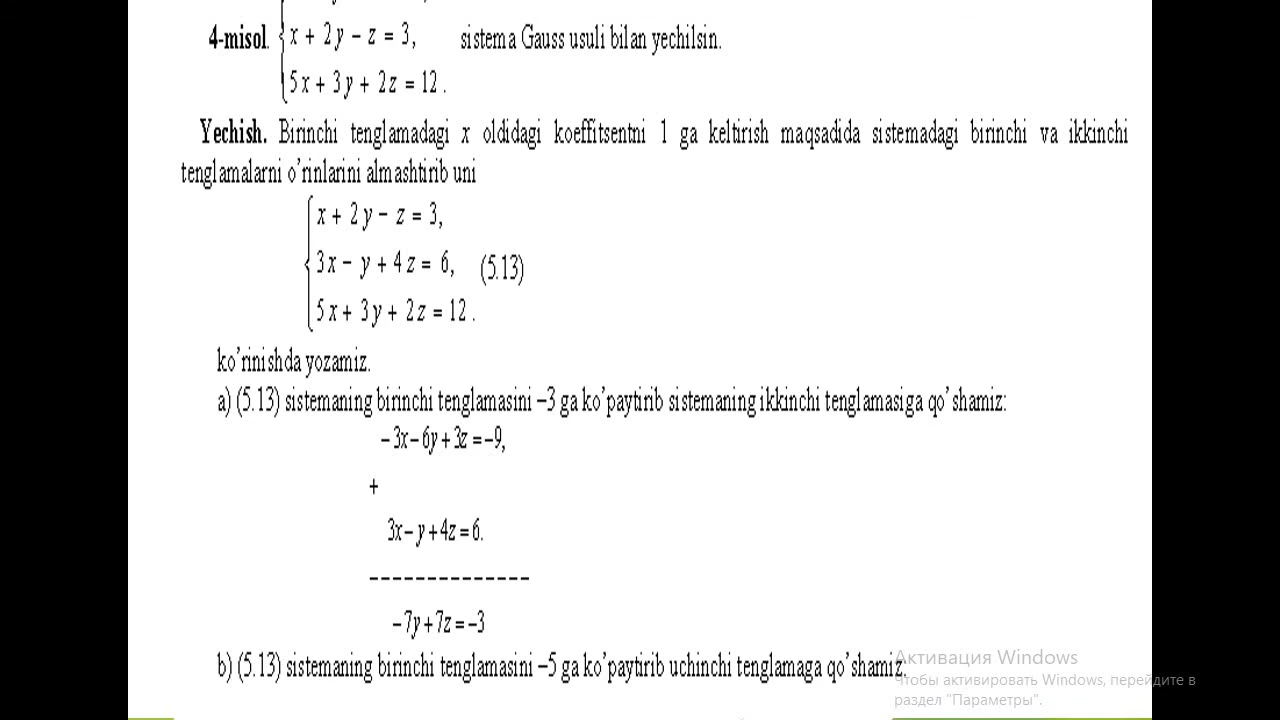 4-misol.
x + 2y − z = 3,
sistema Gauss usuli bilan yechilsin.
5x + 3y + 2z = 12 .
Yechish. Birinchi tenglamadagi x oldidagi koeffitsentni 1 ga keltirish maqsadida sistemadagi birinchi va ikkinchi
tenglamalarni o’rinlarini almashtirib uni
x + 2y − z = 3,
3x − y + 4z = 6, (5.13)
5x + 3y + 2z = 12 .
ko’rinishda yozamiz.
a) (5.13) sistemaning birinchi tenglamasini –3 ga ko’paytirib sistemaning ikkinchi tenglamasiga qo’shamiz:
– 3x – 6y + 3z = –9,
+
3x – y + 4z = 6.
– – – – – – – – – – – – – –
– 7y + 7z = –3
b) (5.13) sistemaning birinchi tenglamasini –5 ga ko’paytirib uchinchi tenglamaga qo’shamiz.
Активация Windows
Чтобы активировать Windows, перейдите в
раздел "Параметры".